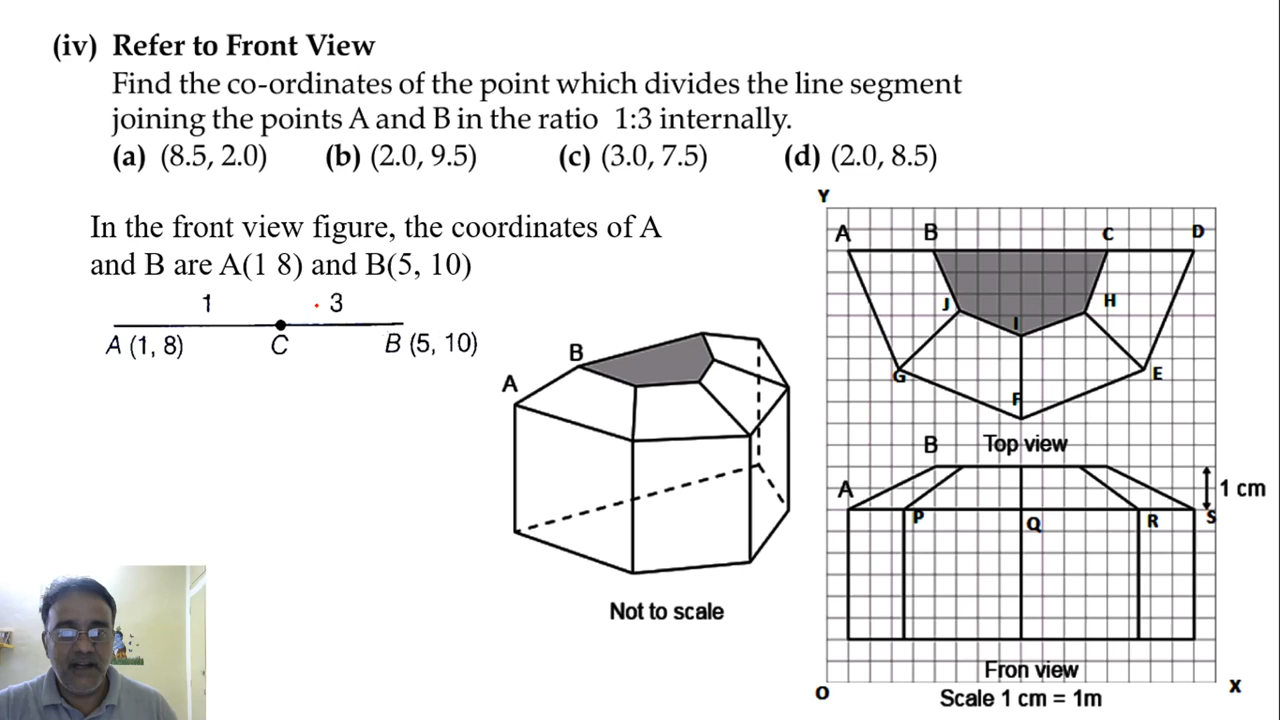 (iv) Refer to Front View
Find the co-ordinates of the point which divides the line segment
joining the points A and B in the ratio 1:3 internally.
(a) (8.5, 2.0) (b) (2.0, 9.5) (c) (3.0, 7.5) (d) (2.0, 8.5)
In the front view figure, the coordinates of A
and B are A(1 8) and B(5, 10)
1 3
A (1, 8) C B (5, 10)
A
B
Not to scale
Y
A B C D
J H
I
G E
F
B Top view
A 1 cm
P Q R S
Fron view
O X
Scale 1 cm = 1m